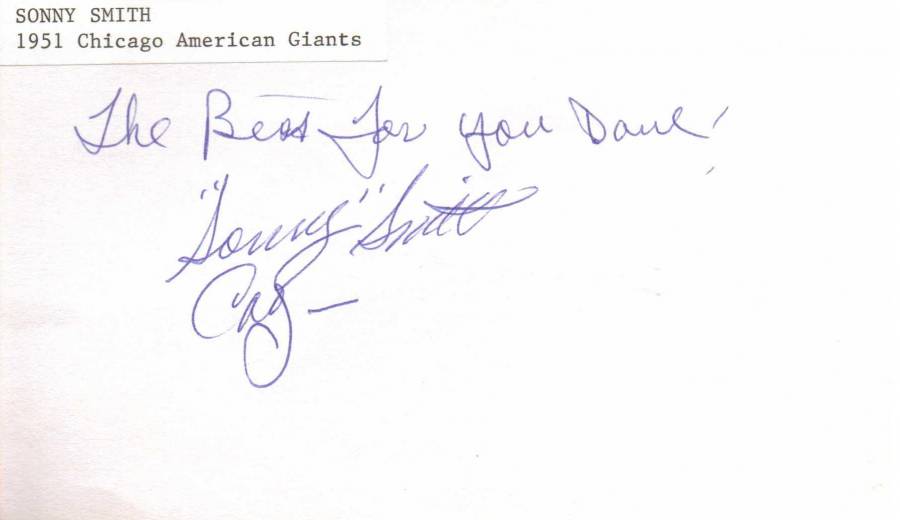 SONNY SMITH
1951 Chicago American Giants
The Best For you Dave
"Sonny" Smith